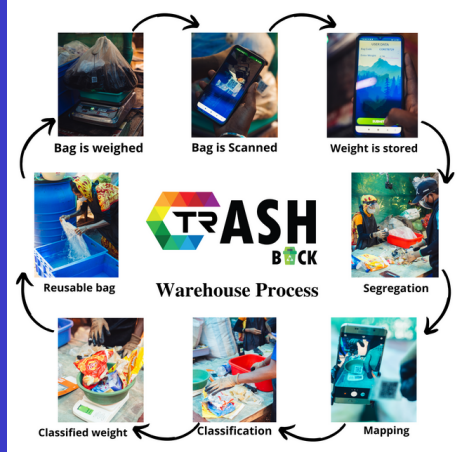 Bag is weighed
Bag is Scanned
Weight is stored
TRASH
BACK
Warehouse Process
Reusable bag
Segregation
Classified weight
Classification
Mapping